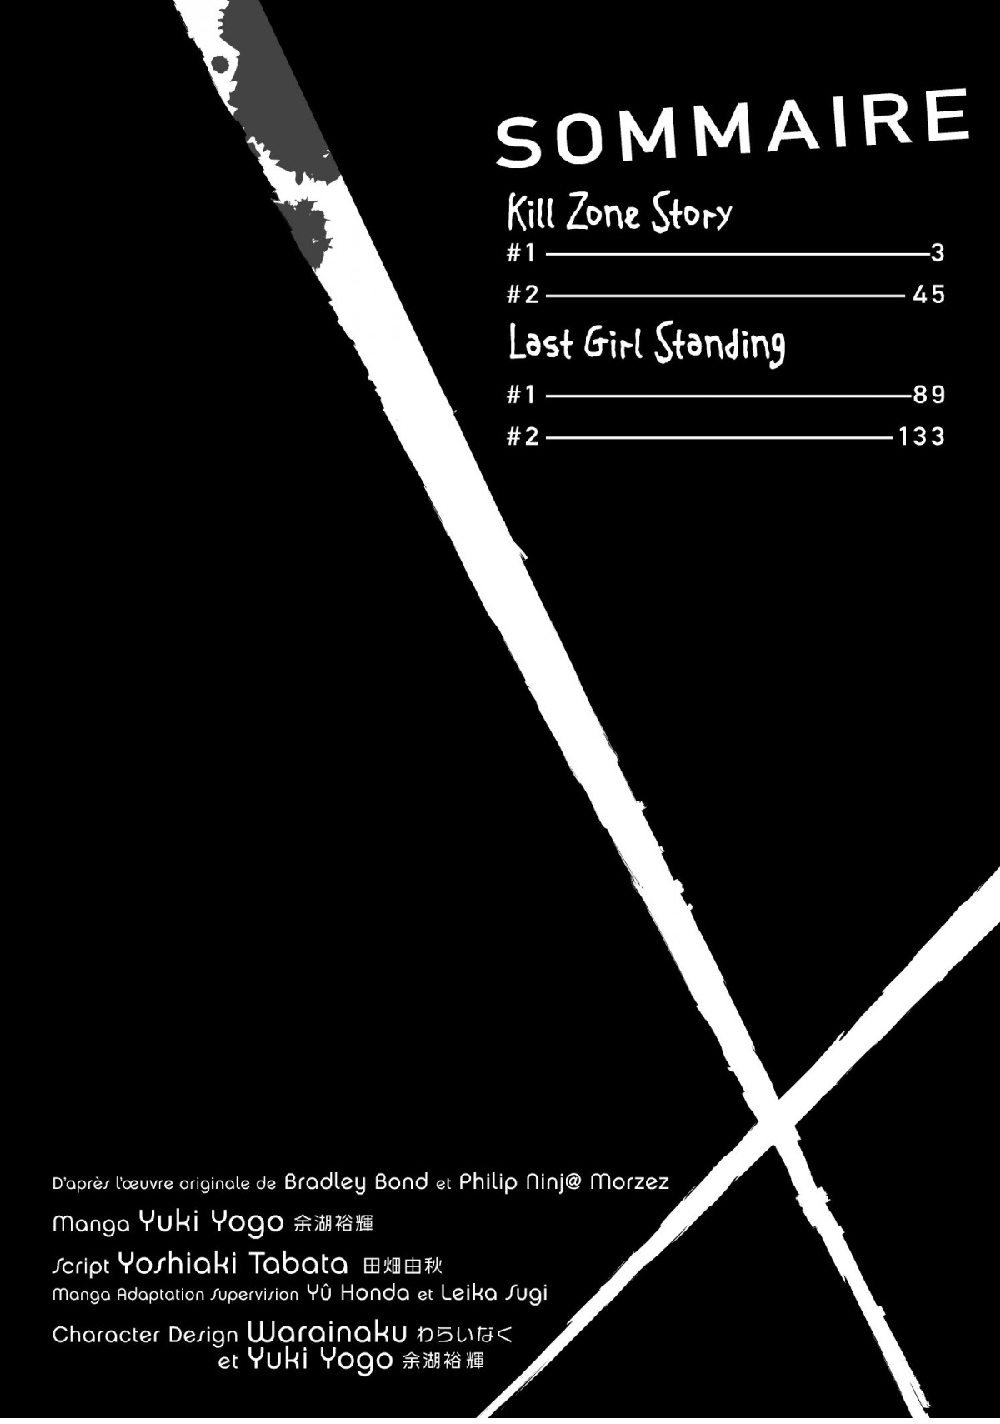 SOMMAIRE
Kill Zone Story
#1 3
#2 45
Last Girl Standing
#1 89
#2 133
D'après l'œuvre originale de Bradley Bond et Philip Ninj@ Morzez
Manga Yuki Yogo 余湖裕輝
Script Yoshiaki Tabata 田畑由秋
Manga Adaptation Supervision Yû Honda et Leika Sugi
Character Design Warainaku わらいなく
et Yuki Yogo 余湖裕輝